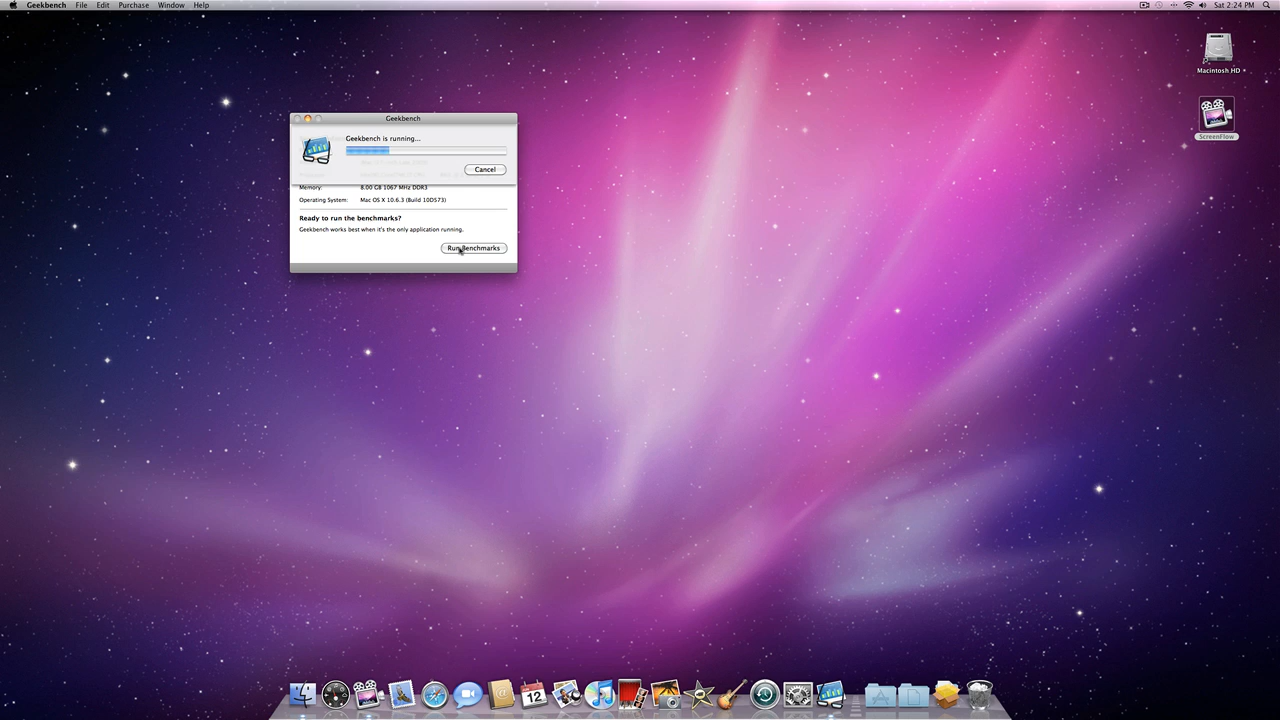 Geekbench File Edit Purchase Window Help
Sat 2:24 PM
Macintosh HD
ScreenFlow
Geekbench
Geekbench is running...
Cancel
Memory: 8.00 GB 1067 MHz DDR3
Operating System: Mac OS X 10.6.3 (Build 10D573)
Ready to run the benchmarks?
Geekbench works best when it's the only application running.
Run Benchmarks
12